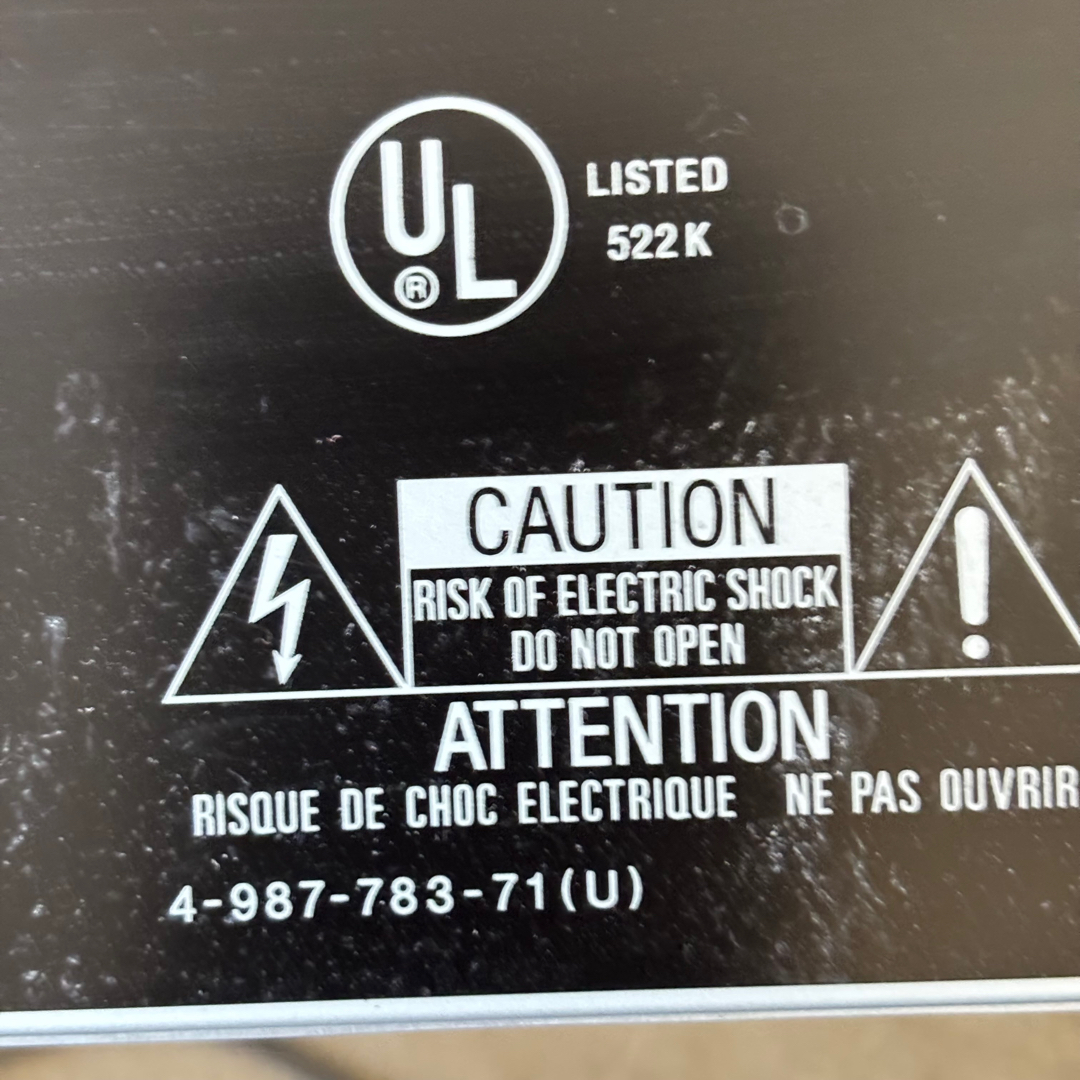 UL
®
LISTED
522K
CAUTION
RISK OF ELECTRIC SHOCK
DO NOT OPEN
ATTENTION
RISQUE DE CHOC ELECTRIQUE NE PAS OUVRIR
4-987-783-71(U)